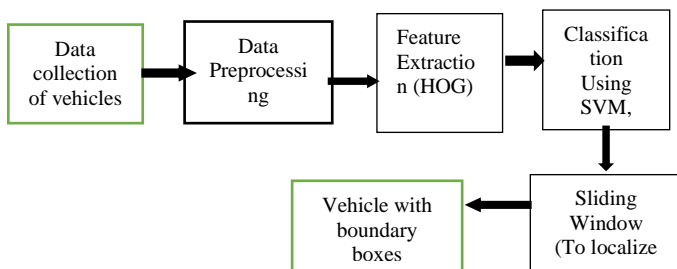 Data
collection
of vehicles
Data
Preprocessi
ng
Feature
Extractio
n (HOG)
Classifica
tion
Using
SVM,
Sliding
Window
(To localize
Vehicle with
boundary
boxes